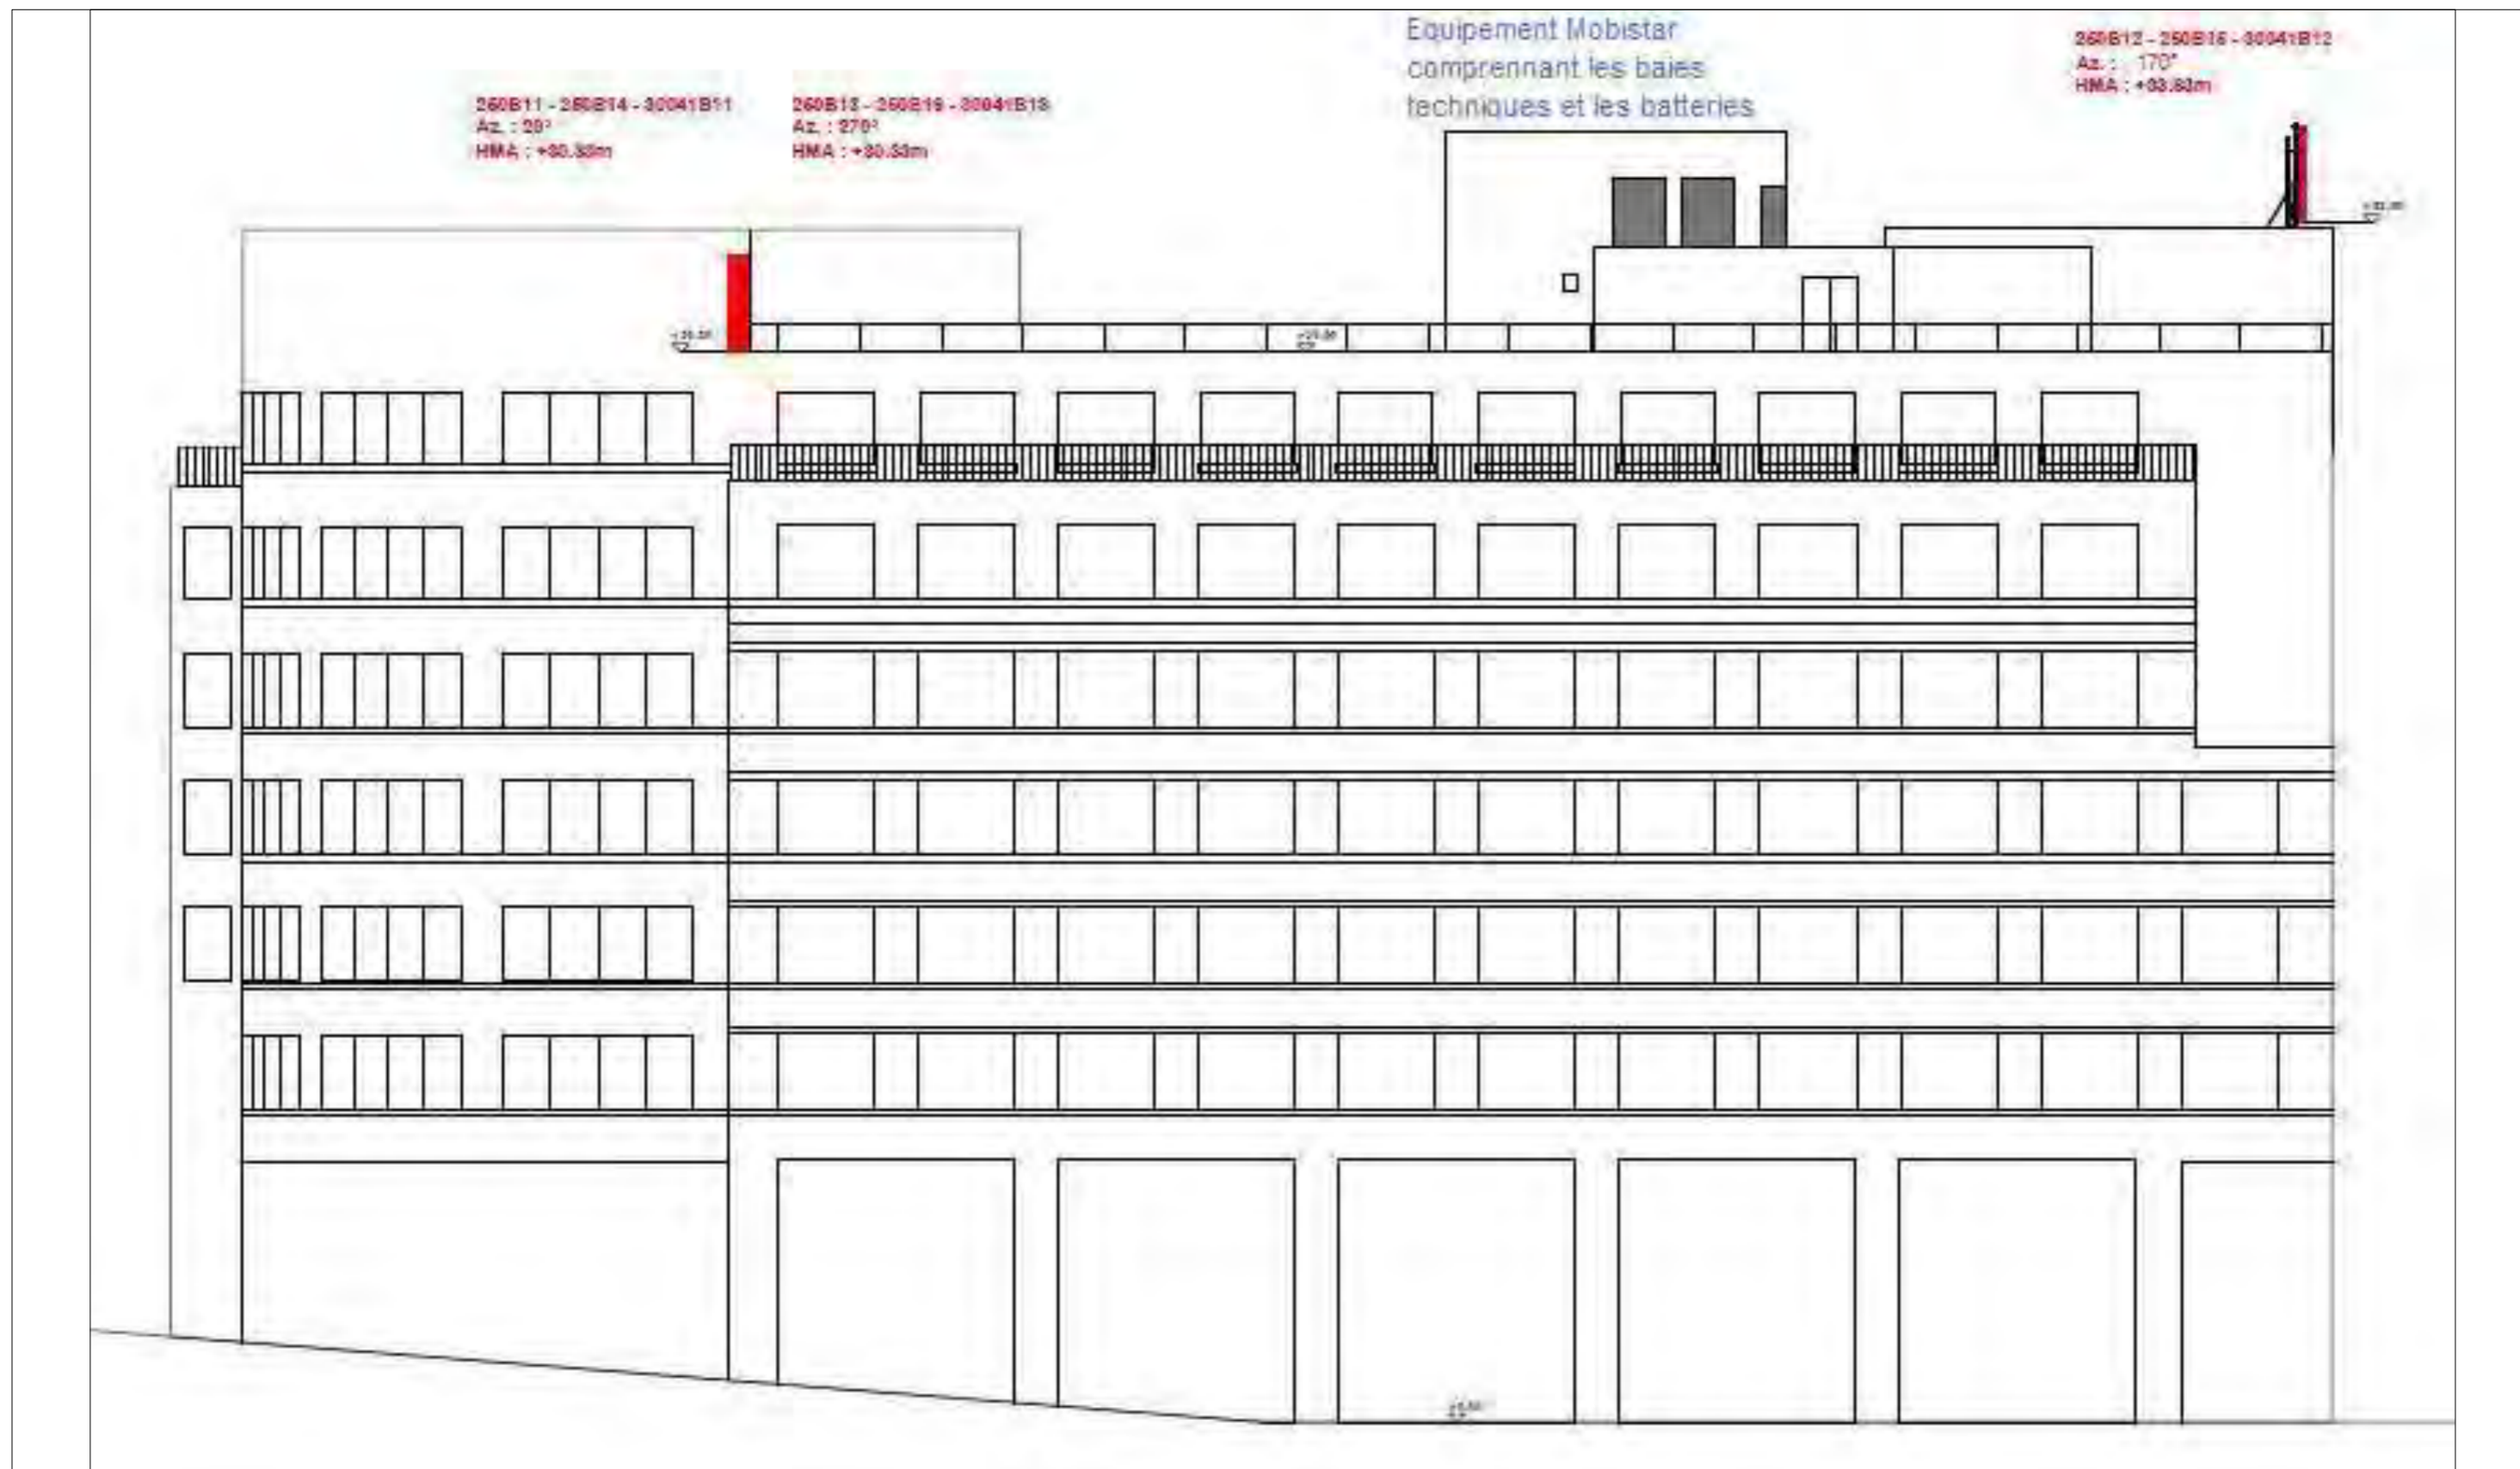 Equipement Mobistar
comprennant les baies
techniques et les batteries
260B12 - 260B15 - 30041B12
Az. : 170°
HMA : +33.83m
260B11 - 260B14 - 30041B11
Az. : 20°
HMA : +30.33m
260B13 - 260B16 - 30041B13
Az. : 270°
HMA : +30.33m